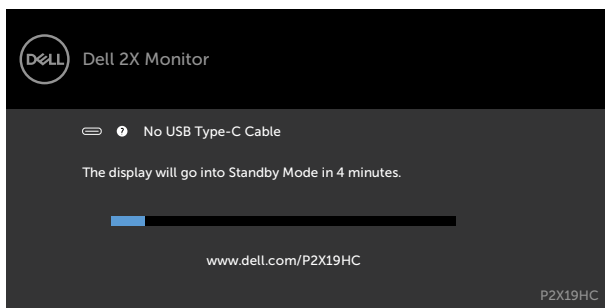 DELL
Dell 2X Monitor
? No USB Type-C Cable
The display will go into Standby Mode in 4 minutes.
www.dell.com/P2X19HC
P2X19HC